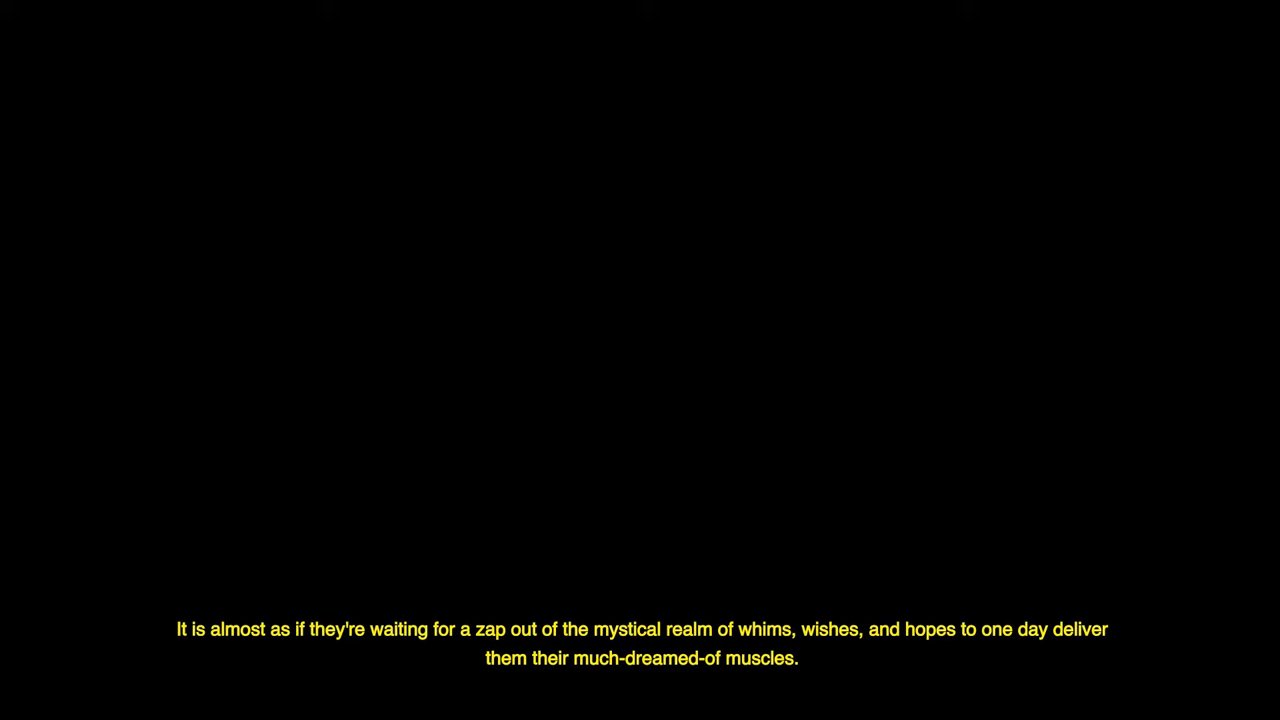 It is almost as if they're waiting for a zap out of the mystical realm of whims, wishes, and hopes to one day deliver
them their much-dreamed-of muscles.